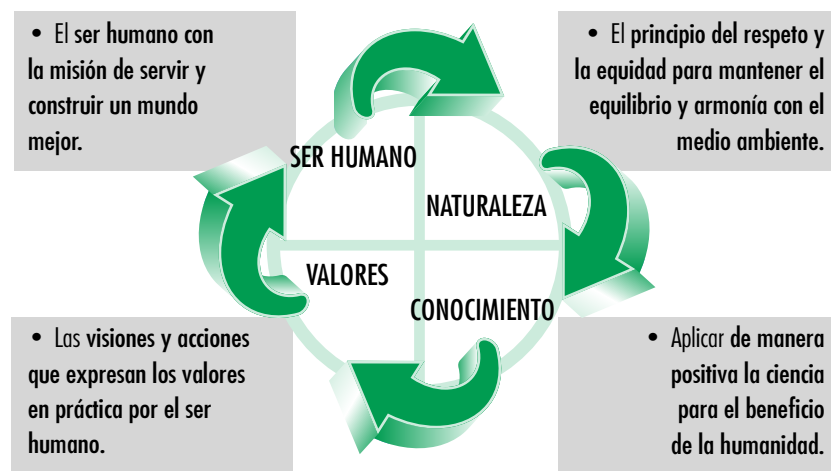 • El ser humano con
la misión de servir y
construir un mundo
mejor.
• El principio del respeto y
la equidad para mantener el
equilibrio y armonía con el
medio ambiente.
SER HUMANO
NATURALEZA
VALORES
CONOCIMIENTO
• Las visiones y acciones
que expresan los valores
en práctica por el ser
humano.
• Aplicar de manera
positiva la ciencia
para el beneficio
de la humanidad.